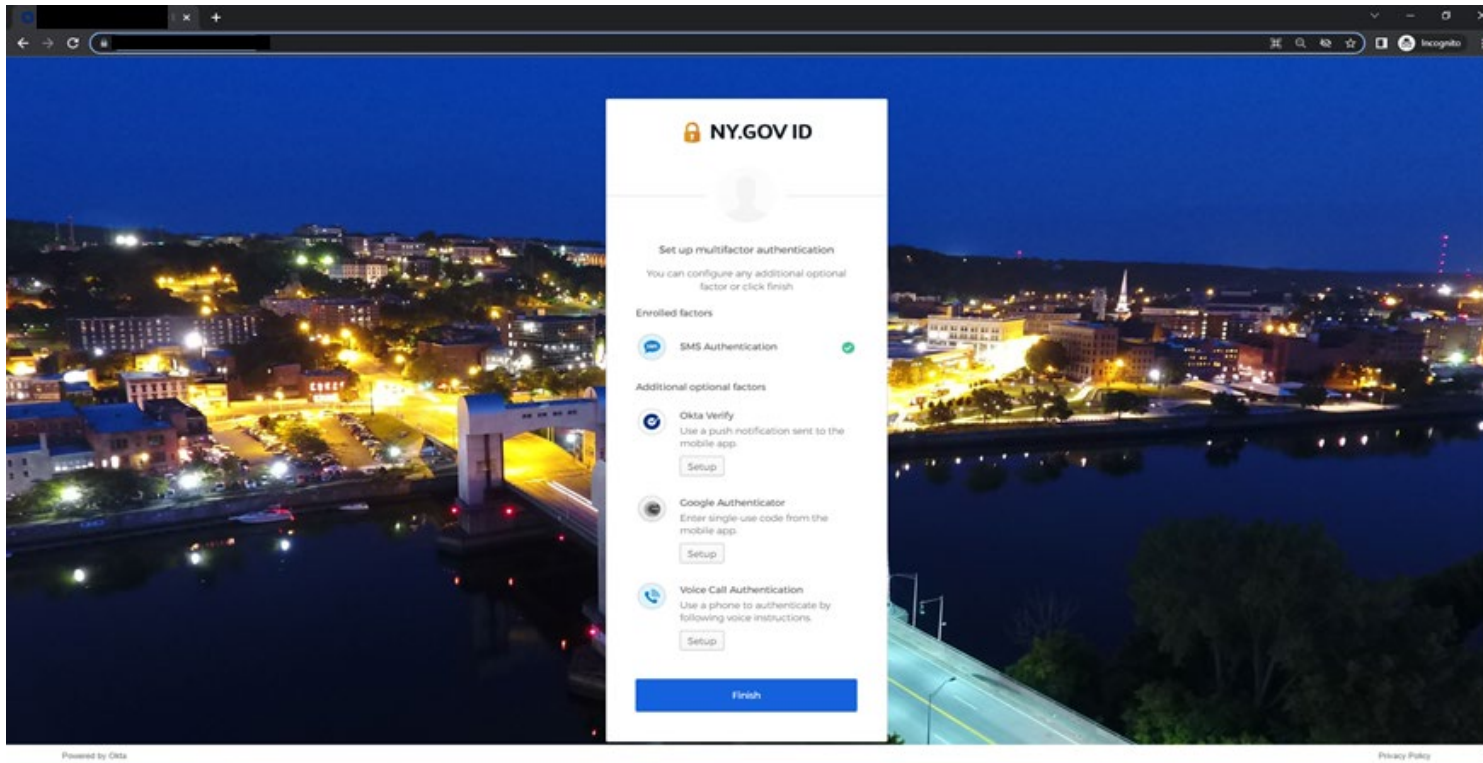 Incognito
NY.GOV ID
Set up multifactor authentication
You can configure any additional optional
factor or click finish
Enrolled factors
SMS Authentication
Additional optional factors
Okta Verify
Use a push notification sent to the
mobile app.
Setup
Google Authenticator
Enter single-use code from the
mobile app.
Setup
Voice Call Authentication
Use a phone to authenticate by
following voice instructions.
Setup
Finish
Powered by Okta
Privacy Policy